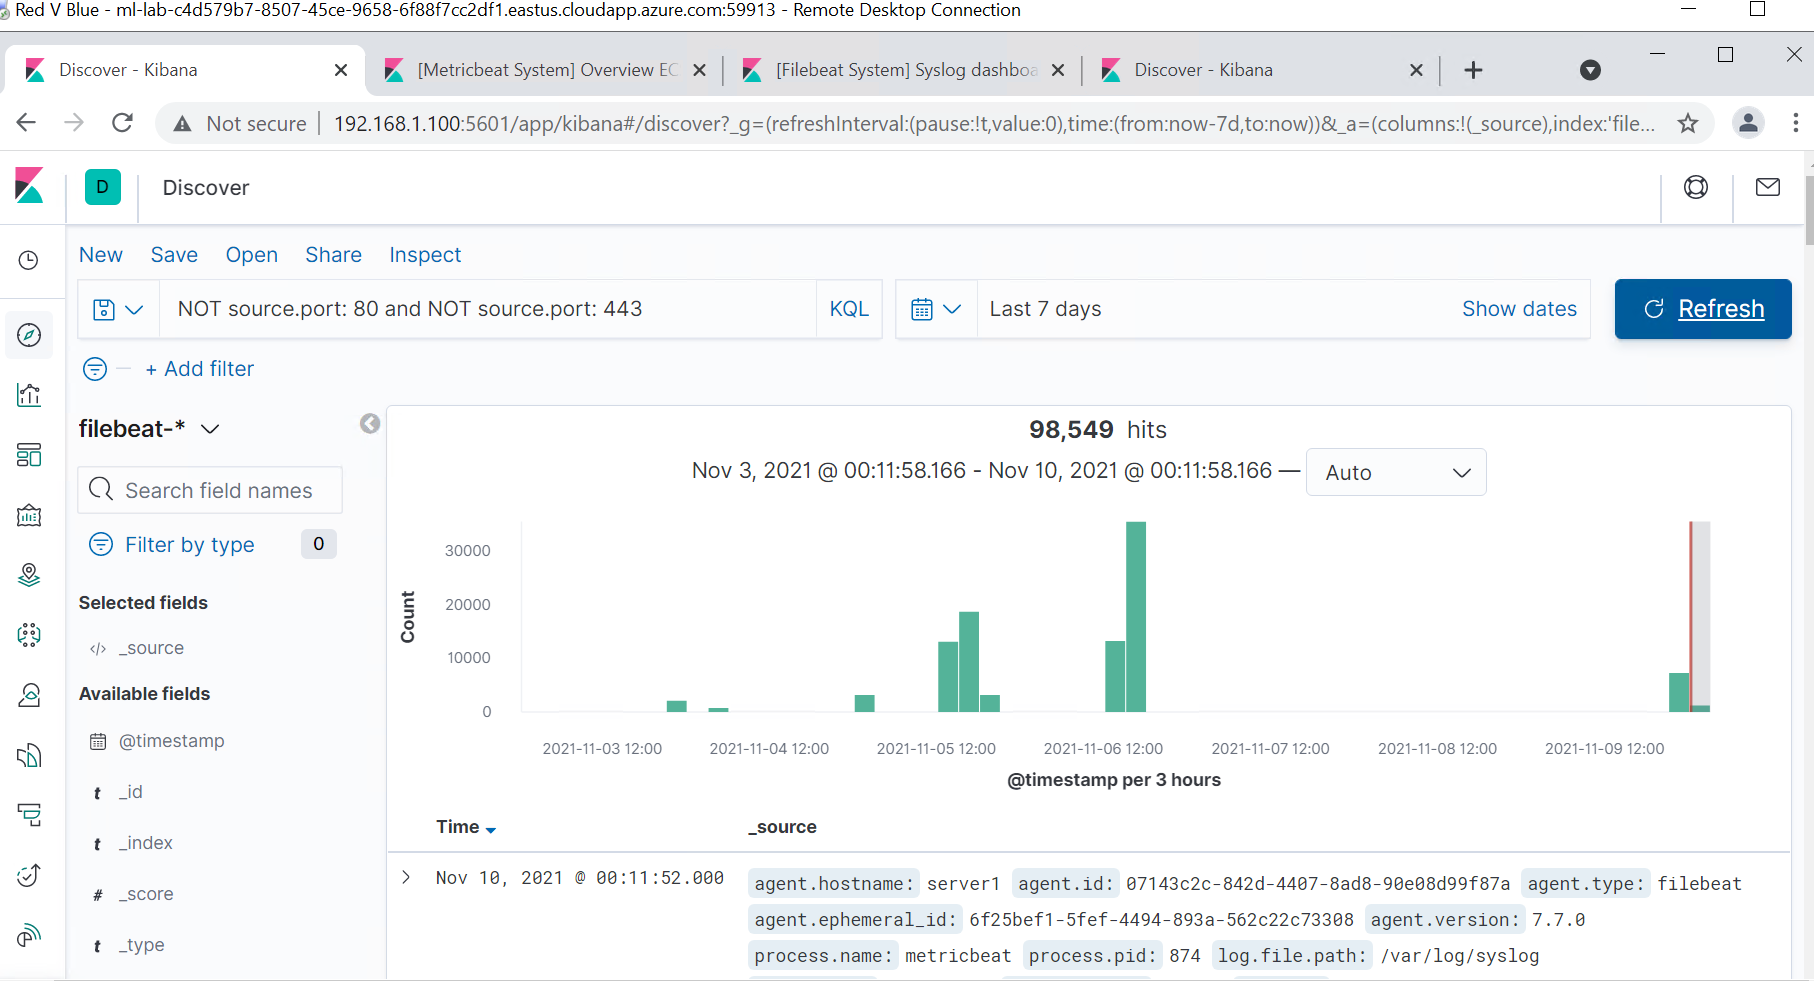 Red V Blue - ml-lab-c4d579b7-8507-45ce-9658-6f88f7cc2df1.eastus.cloudapp.azure.com:59913 - Remote Desktop Connection
Discover - Kibana
[Metricbeat System] Overview EC
[Filebeat System] Syslog dashboa
Discover - Kibana
Not secure
192.168.1.100:5601/app/kibana#/discover?_g=(refreshInterval:(pause:!t,value:0),time:(from:now-7d,to:now))&_a=(columns:!(_source),index:'file...
D
Discover
New Save Open Share Inspect
NOT source.port: 80 and NOT source.port: 443
KQL
Last 7 days
Show dates
Refresh
+ Add filter
filebeat-*
Search field names
Filter by type 0
Selected fields
</> _source
Available fields
@timestamp
t _id
t _index
# _score
t _type
98,549 hits
Nov 3, 2021 @ 00:11:58.166 - Nov 10, 2021 @ 00:11:58.166 —
Auto
Count
30000
20000
10000
0
2021-11-03 12:00 2021-11-04 12:00 2021-11-05 12:00 2021-11-06 12:00 2021-11-07 12:00 2021-11-08 12:00 2021-11-09 12:00
@timestamp per 3 hours
Time _source
Nov 10, 2021 @ 00:11:52.000
agent.hostname: server1 agent.id: 07143c2c-842d-4407-8ad8-90e08d99f87a agent.type: filebeat
agent.ephemeral_id: 6f25bef1-5fef-4494-893a-562c22c73308 agent.version: 7.7.0
process.name: metricbeat process.pid: 874 log.file.path: /var/log/syslog